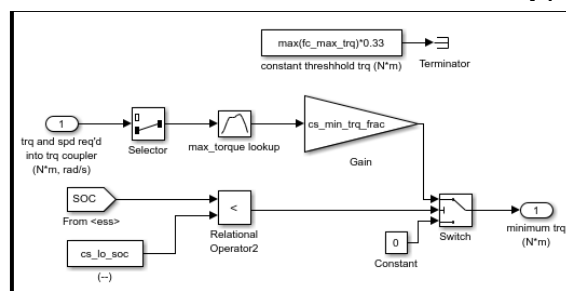 max(fc_max_trq)*0.33
constant threshhold trq (N*m)
Terminator
1
trq and spd req'd
into trq coupler
(N*m, rad/s)
Selector
max_torque lookup
cs_min_trq_frac
Gain
SOC
From <ess>
<
Relational
Operator2
cs_lo_soc
(--)
0
Constant
Switch
1
minimum trq
(N*m)